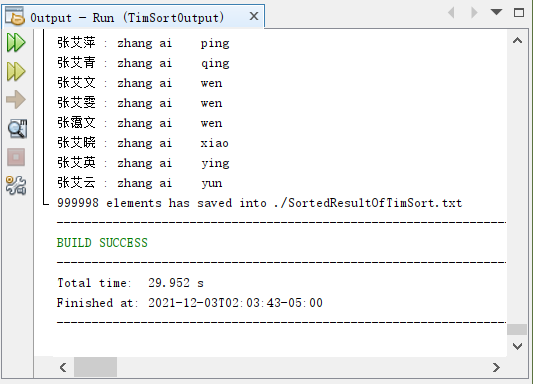 Output - Run (TimSortOutput)
张艾萍 : zhang ai    ping
张艾青 : zhang ai    qing
张艾文 : zhang ai    wen
张艾雯 : zhang ai    wen
张霭文 : zhang ai    wen
张艾晓 : zhang ai    xiao
张艾英 : zhang ai    ying
张艾云 : zhang ai    yun
999998 elements has saved into ./SortedResultOfTimSort.txt
------------------------------------------------------------------------
BUILD SUCCESS
------------------------------------------------------------------------
Total time:  29.952 s
Finished at: 2021-12-03T02:03:43-05:00
------------------------------------------------------------------------